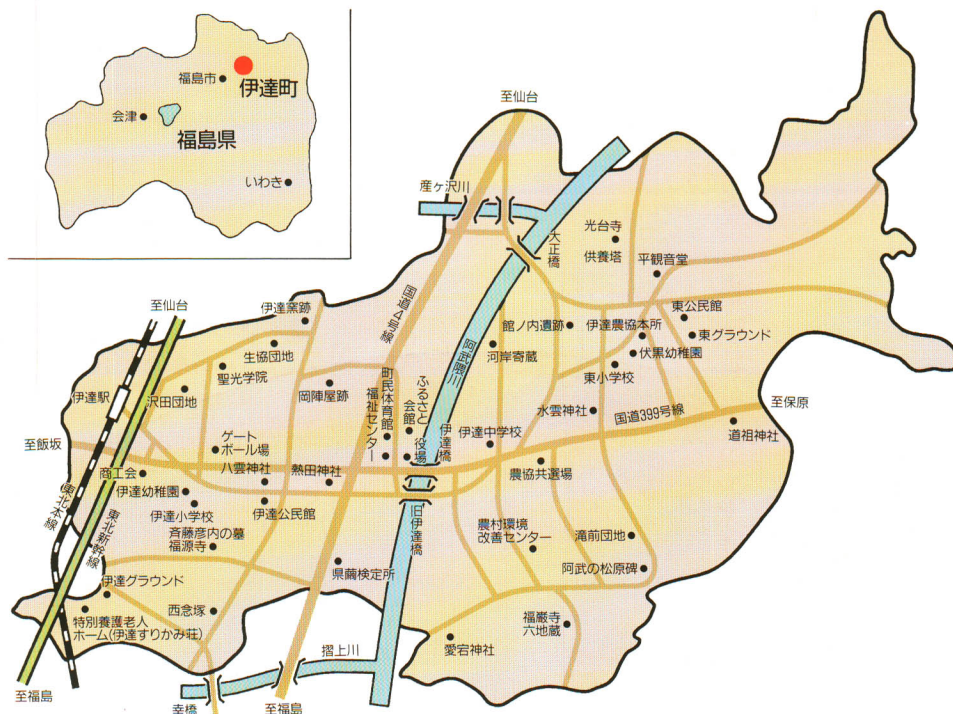 福島市
伊達町
会津
福島県
いわき
至仙台
産ヶ沢川
大正橋
光台寺
供養塔
平観音堂
国道4号線
阿武隈川
館ノ内遺跡
伊達農協本所
東公民館
東グラウンド
河岸寄蔵
伏黒幼稚園
東小学校
至仙台
伊達窯跡
生協団地
聖光学院
沢田団地
岡陣屋跡
伊達駅
町民体育館
福祉センター
ふるさと
会館
役場
伊達橋
水雲神社
国道399号線
至保原
道祖神社
至飯坂
ゲート
ボール場
伊達中学校
商工会
八雲神社
熱田神社
農協共選場
伊達幼稚園
伊達小学校
伊達公民館
東北本線
東北新幹線
斉藤彦内の墓
福源寺
旧伊達橋
農村環境
改善センター
滝前団地
県繭検定所
阿武の松原碑
伊達グラウンド
特別養護老人
ホーム(伊達すりかみ荘)
西念塚
福厳寺
六地蔵
愛宕神社
摺上川
至福島
幸橋
至福島